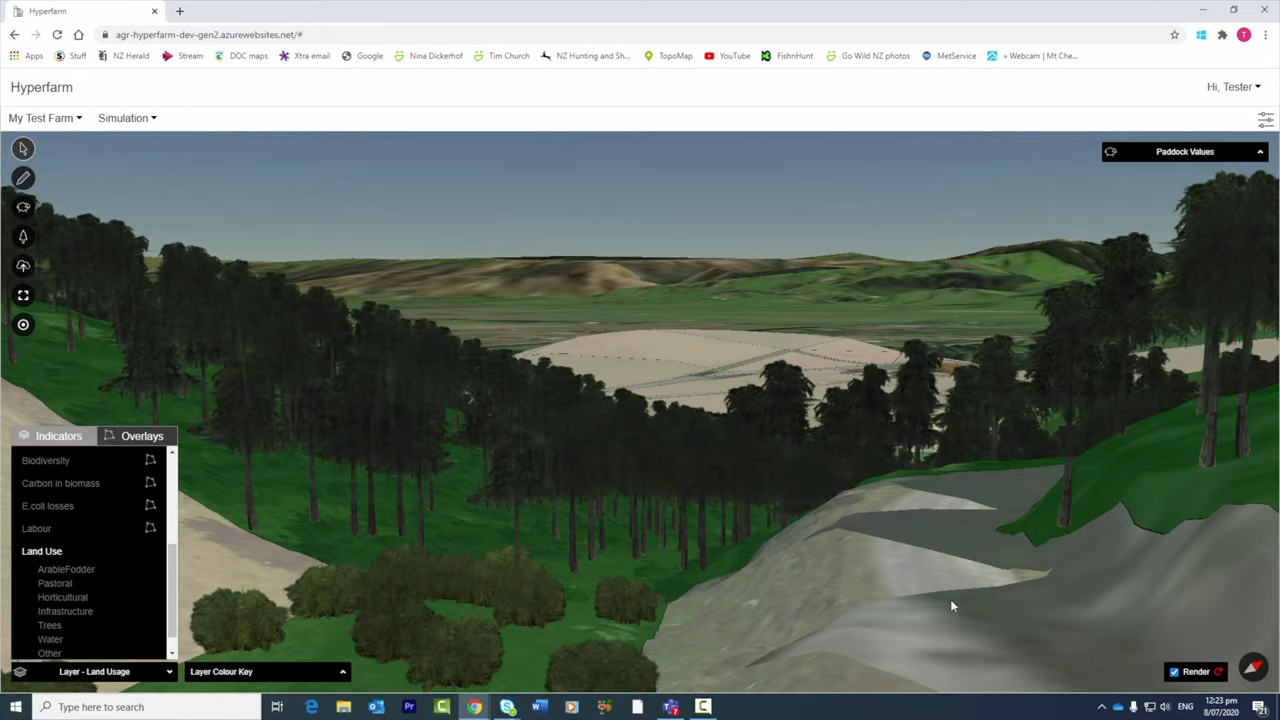 Hyperfarm
agr-hyperfarm-dev-gen2.azurewebsites.net/#
T
Apps Stuff NZ Herald Stream DOC maps Xtra email Google Nina Dickerhof Tim Church NZ Hunting and Sh... TopoMap YouTube FishnHunt Go Wild NZ photos MetService » Webcam | Mt Che...
Hyperfarm
Hi, Tester
My Test Farm Simulation
Paddock Values
Indicators Overlays
Biodiversity
Carbon in biomass
E.coli losses
Labour
Land Use
ArableFodder
Pastoral
Horticultural
Infrastructure
Trees
Water
Other
Layer - Land Usage Layer Colour Key
Render
Type here to search
ENG
12:23 pm
8/07/2020
21